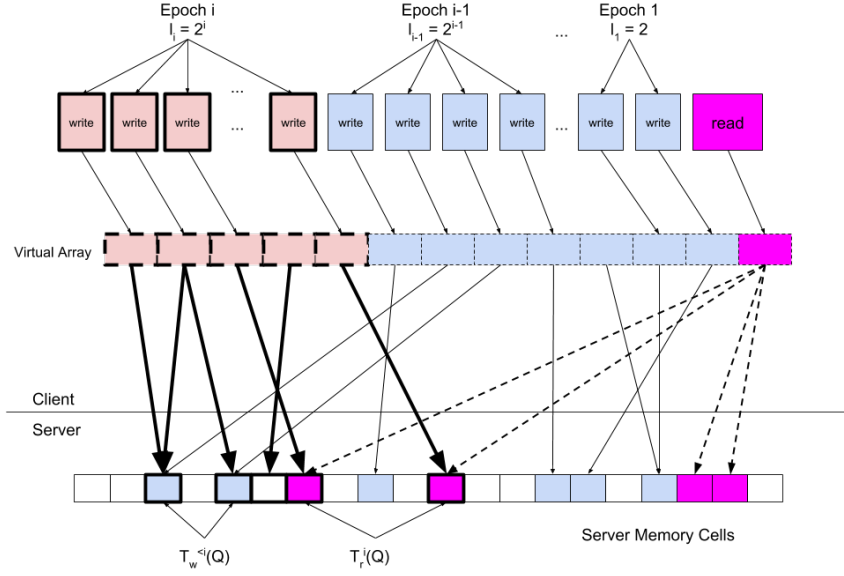 Epoch i Epoch i-1 Epoch 1
l_i = 2^i l_{i-1} = 2^{i-1} ... l_1 = 2
... 
write write write ... write write write write write ... write write read
Virtual Array
Client
Server
T_w^{<i}(Q) T_r^i(Q) Server Memory Cells